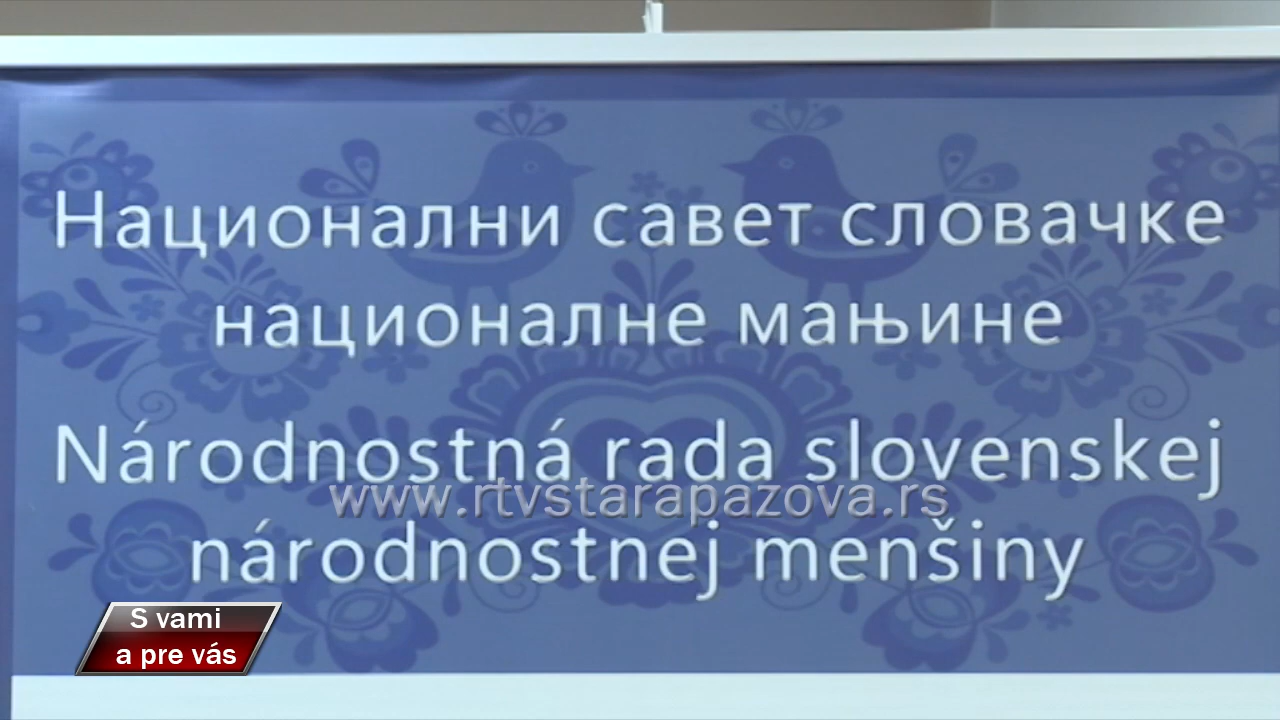 Национални савет словачке
националне мањине
Národnostná rada slovenskej
www.rtvstarapazova.rs
národnostnej menšiny
S vami
a pre vás